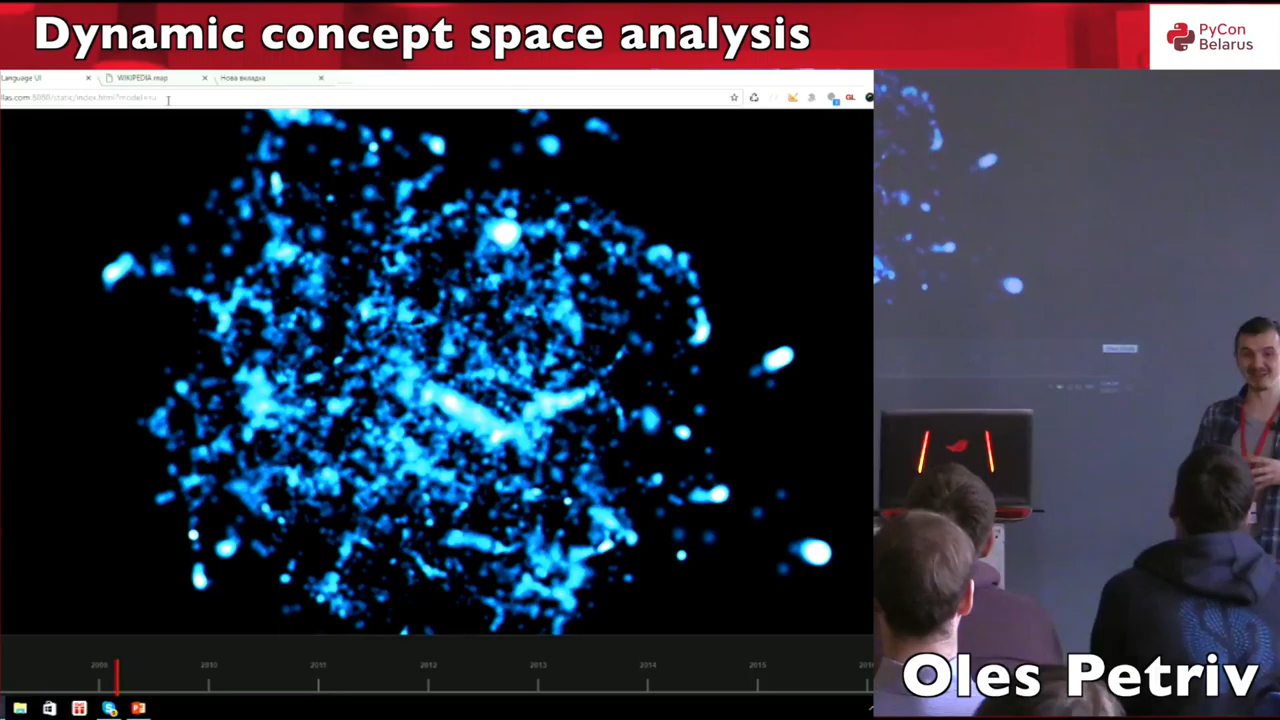 Dynamic concept space analysis
PyCon
Belarus
Language UI
WIKIPEDIA map
Нова вкладка
GL
2009 2010 2011 2012 2013 2014 2015
Oles Petriv